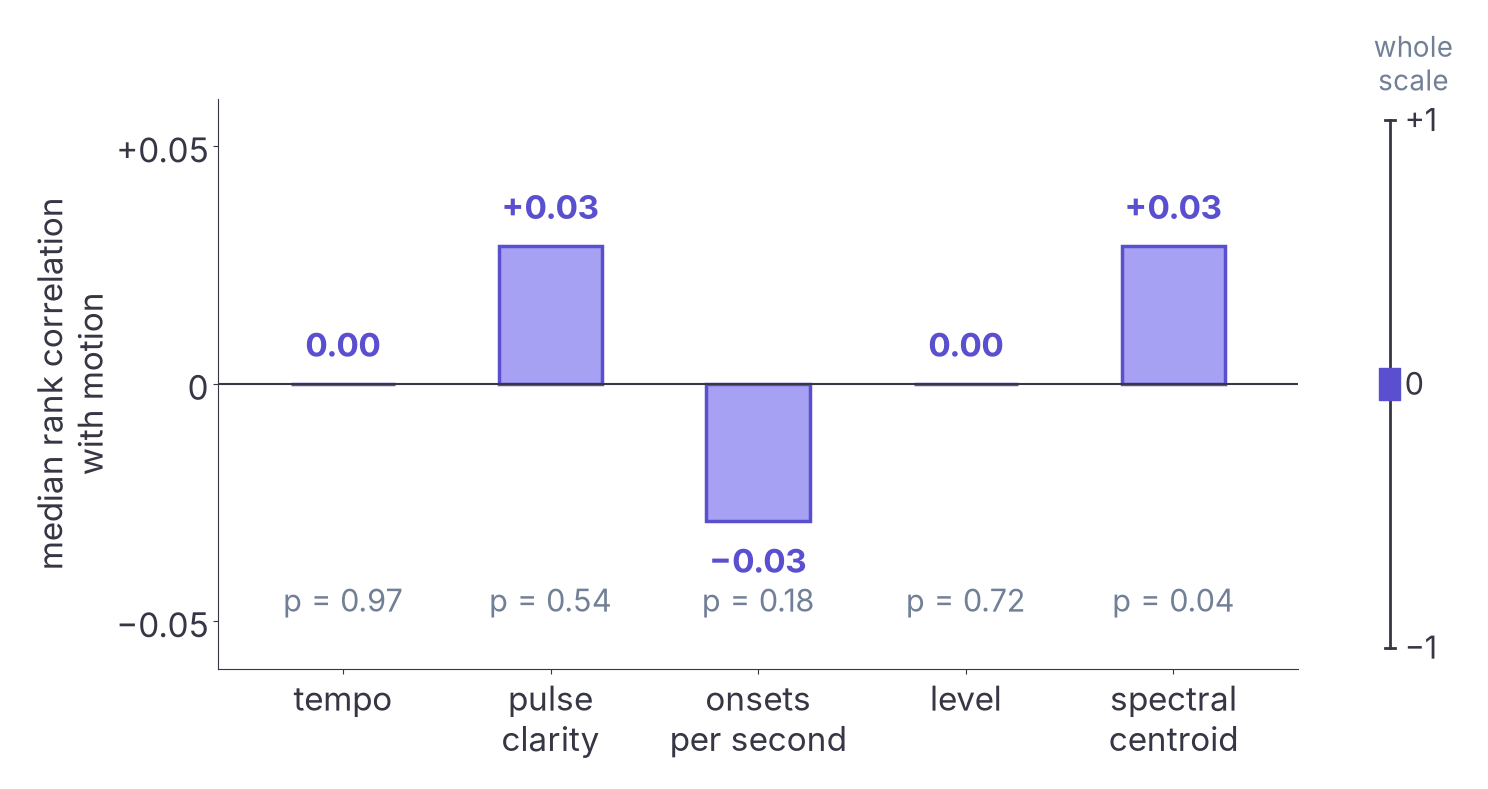 whole
scale
+1
0
−1
median rank correlation
with motion
+0.05
0
−0.05
0.00
+0.03
−0.03
0.00
+0.03
p = 0.97
p = 0.54
p = 0.18
p = 0.72
p = 0.04
tempo
pulse
clarity
onsets
per second
level
spectral
centroid